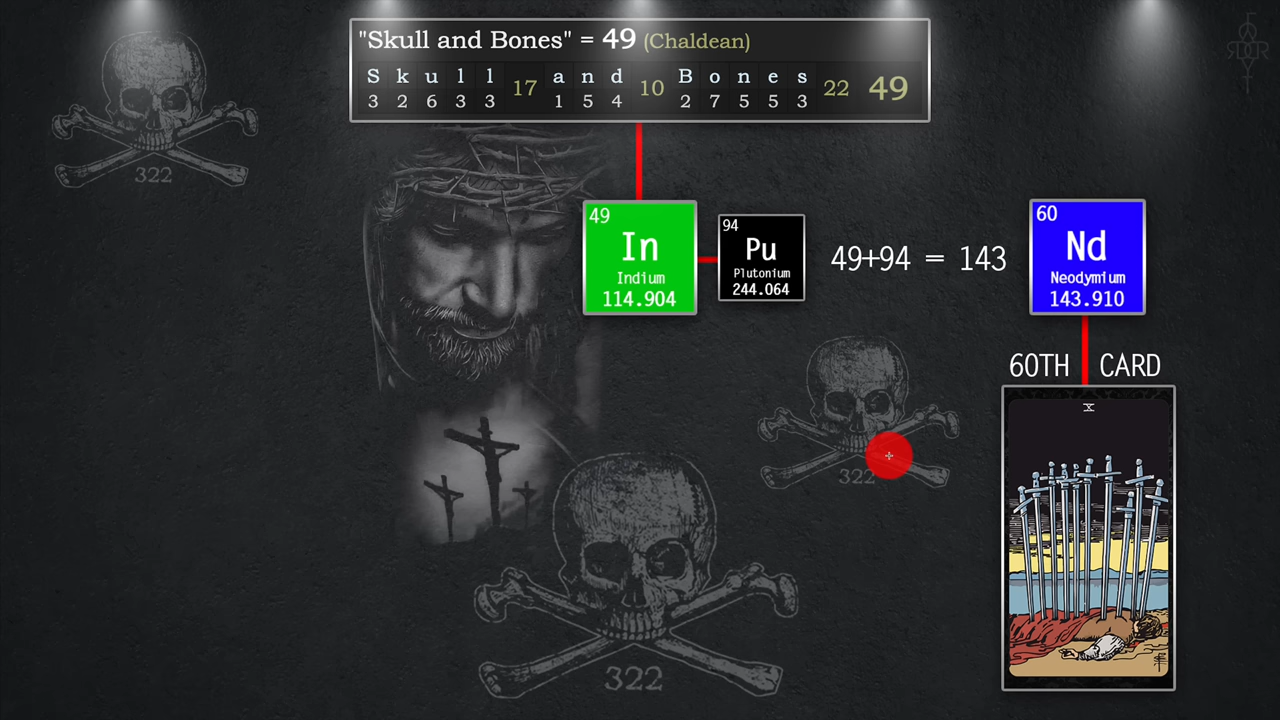 "Skull and Bones" = 49 (Chaldean)
S k u l l 17 a n d 10 B o n e s 22 49
3 2 6 3 3 1 5 4 2 7 5 5 3
322
49
In
Indium
114.904
94
Pu
Plutonium
244.064
49+94 = 143
60
Nd
Neodymium
143.910
60TH CARD
X
322
322